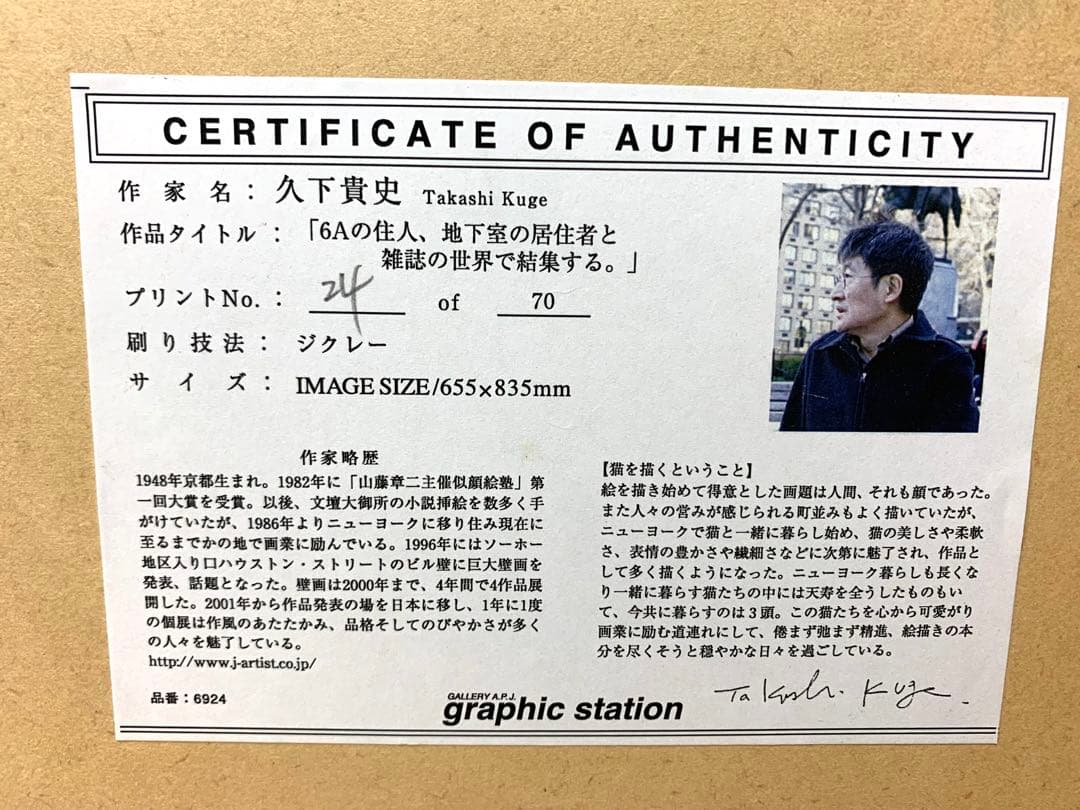 CERTIFICATE OF AUTHENTICITY
作家名：久下貴史 Takashi Kuge
作品タイトル：「6Aの住人、地下室の居住者と
雑誌の世界で結集する。」
プリントNo.：24 of 70
刷り技法：ジクレー
サイズ：IMAGE SIZE/655×835mm
作家略歴
1948年京都生まれ。1982年に「山藤章二主催似顔絵塾」第
一回大賞を受賞。以後、文壇大御所の小説挿絵を数多く手
がけていたが、1986年よりニューヨークに移り住み現在に
至るまでかの地で画業に励んでいる。1996年にはソーホー
地区入り口ハウストン・ストリートのビル壁に巨大壁画を
発表、話題となった。壁画は2000年まで、4年間で4作品展
開した。2001年から作品発表の場を日本に移し、1年に1度
の個展は作風のあたたかみ、品格そしてのびやかさが多く
の人々を魅了している。
http://www.j-artist.co.jp/
【猫を描くということ】
絵を描き始めて得意とした画題は人間、それも顔であった。
また人々の営みが感じられる町並みもよく描いていたが、
ニューヨークで猫と一緒に暮らし始め、猫の美しさや柔軟
さ、表情の豊かさや繊細さなどに次第に魅了され、作品と
して多く描くようになった。ニューヨーク暮らしも長くな
り一緒に暮らす猫たちの中には天寿を全うしたものもい
て、今共に暮らすのは３頭。この猫たちを心から可愛がり
画業に励む道連れにして、倦まず弛まず精進、絵描きの本
分を尽くそうと穏やかな日々を過ごしている。
品番：6924
GALLERY A.P.J.
graphic station
Takashi. Kuge.